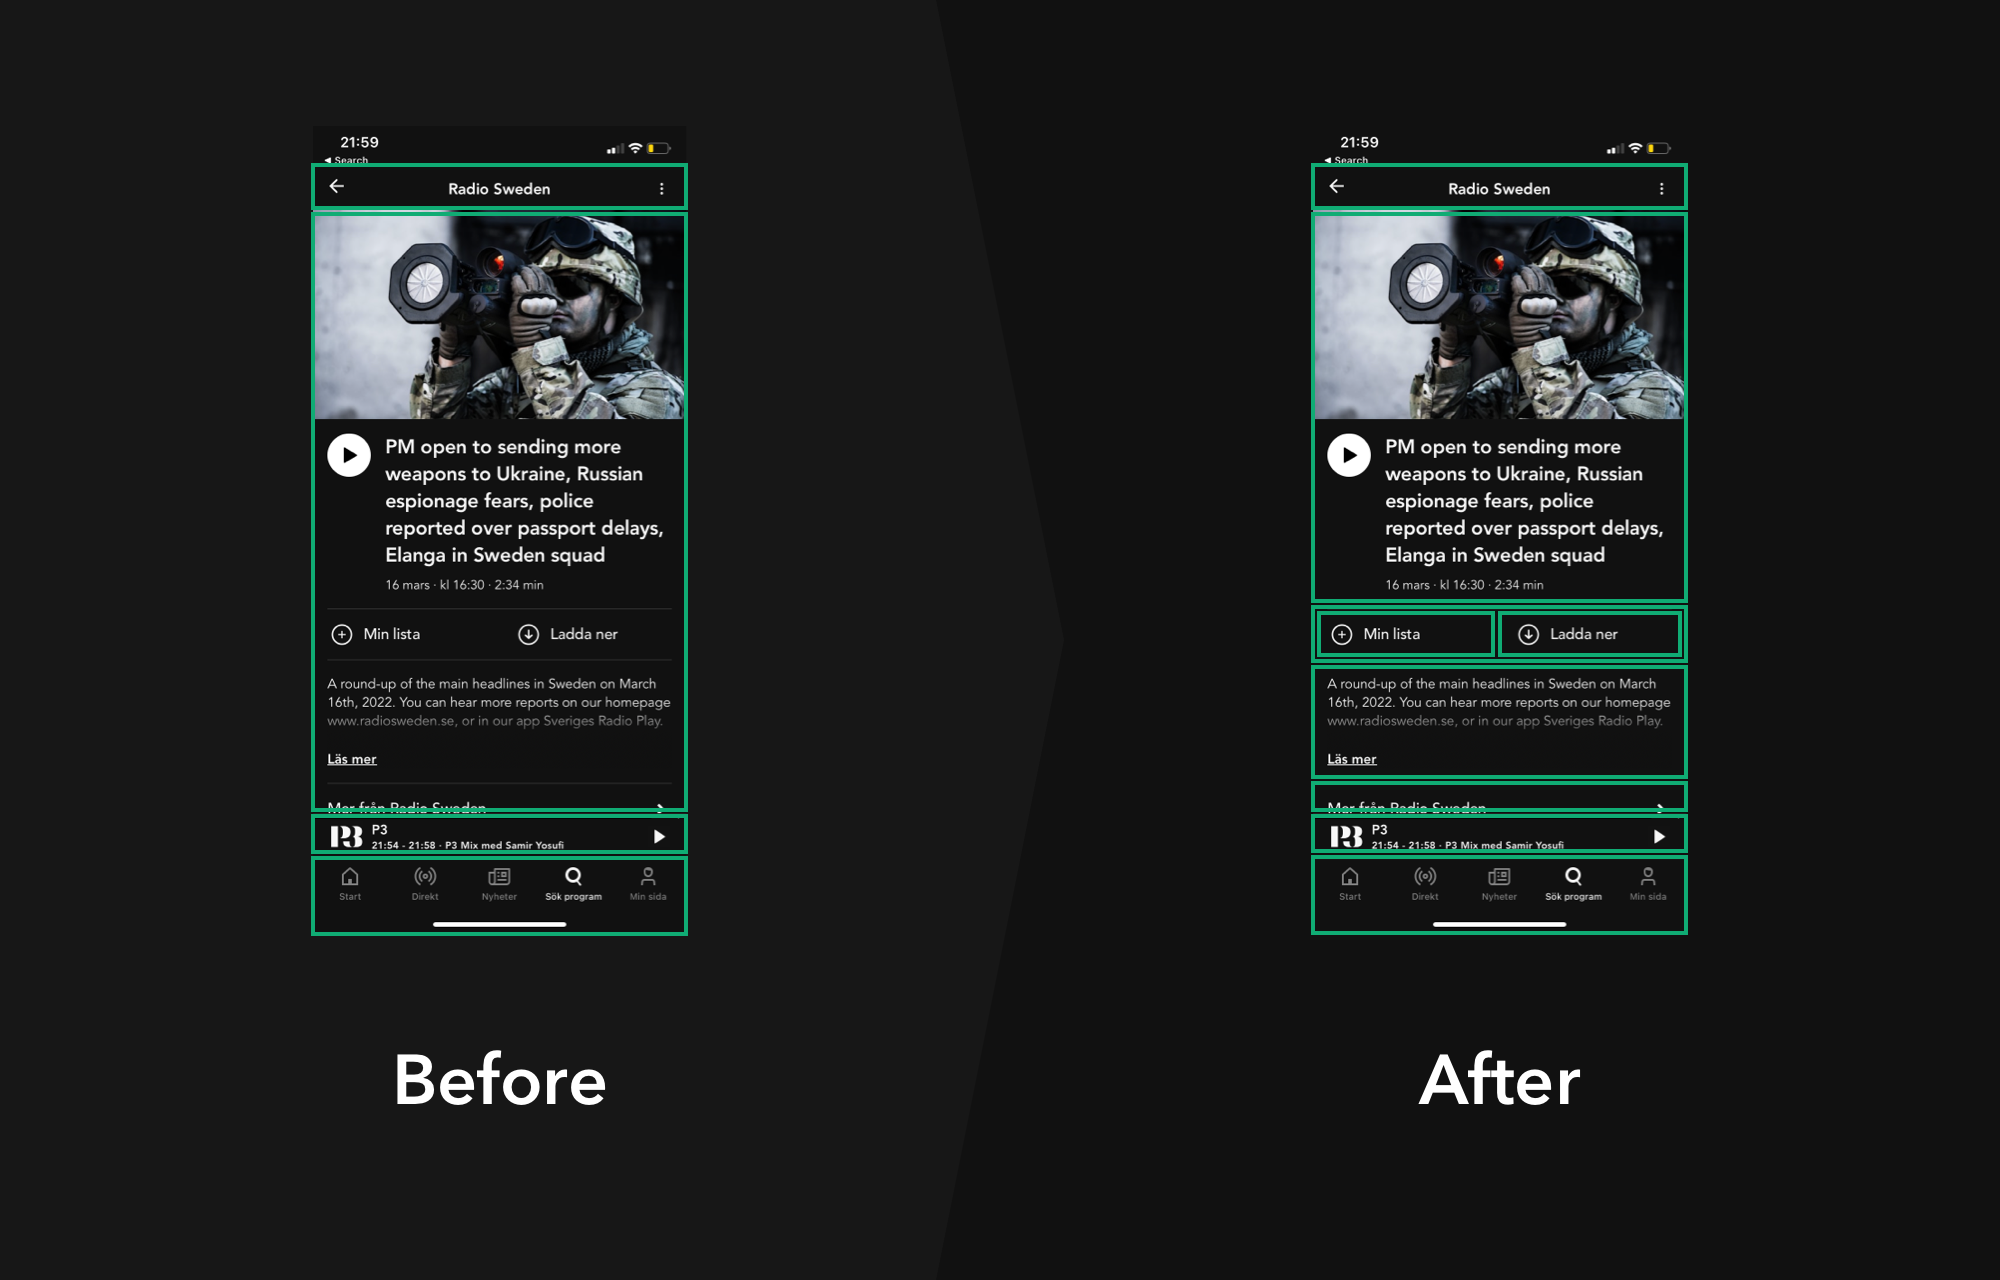 21:59
◀ Search
Radio Sweden
PM open to sending more
weapons to Ukraine, Russian
espionage fears, police
reported over passport delays,
Elanga in Sweden squad
16 mars · kl 16:30 · 2:34 min
Min lista
Ladda ner
A round-up of the main headlines in Sweden on March
16th, 2022. You can hear more reports on our homepage
www.radiosweden.se, or in our app Sveriges Radio Play.
Läs mer
Mer från Radio Sweden
P3
P3
21:54 - 21:58 · P3 Mix med Samir Yosufi
Start
Direkt
Nyheter
Sök program
Min sida
Before
21:59
◀ Search
Radio Sweden
PM open to sending more
weapons to Ukraine, Russian
espionage fears, police
reported over passport delays,
Elanga in Sweden squad
16 mars · kl 16:30 · 2:34 min
Min lista
Ladda ner
A round-up of the main headlines in Sweden on March
16th, 2022. You can hear more reports on our homepage
www.radiosweden.se, or in our app Sveriges Radio Play.
Läs mer
Mer från Radio Sweden
P3
P3
21:54 - 21:58 · P3 Mix med Samir Yosufi
Start
Direkt
Nyheter
Sök program
Min sida
After